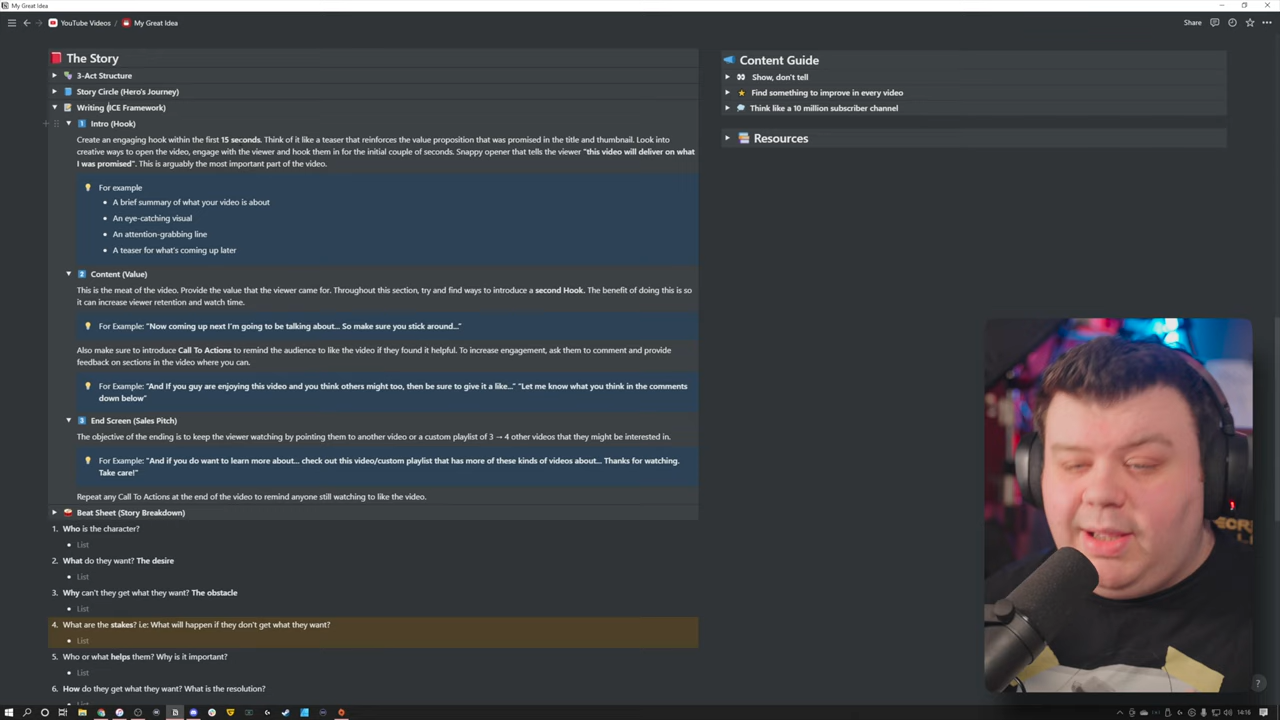 My Great Idea
YouTube Videos / My Great Idea
Share
The Story
3-Act Structure
Story Circle (Hero's Journey)
Writing (ICE Framework)
1 Intro (Hook)
Create an engaging hook within the first 15 seconds. Think of it like a teaser that reinforces the value proposition that was promised in the title and thumbnail. Look into
creative ways to open the video, engage with the viewer and hook them in for the initial couple of seconds. Snappy opener that tells the viewer "this video will deliver on what
I was promised". This is arguably the most important part of the video.
For example
• A brief summary of what your video is about
• An eye-catching visual
• An attention-grabbing line
• A teaser for what's coming up later
2 Content (Value)
This is the meat of the video. Provide the value that the viewer came for. Throughout this section, try and find ways to introduce a second Hook. The benefit of doing this is so
it can increase viewer retention and watch time.
For Example: "Now coming up next I'm going to be talking about... So make sure you stick around..."
Also make sure to introduce Call To Actions to remind the audience to like the video if they found it helpful. To increase engagement, ask them to comment and provide
feedback on sections in the video where you can.
For Example: "And If you guy are enjoying this video and you think others might too, then be sure to give it a like..." "Let me know what you think in the comments
down below"
3 End Screen (Sales Pitch)
The objective of the ending is to keep the viewer watching by pointing them to another video or a custom playlist of 3 → 4 other videos that they might be interested in.
For Example: "And if you do want to learn more about... check out this video/custom playlist that has more of these kinds of videos about... Thanks for watching.
Take care!"
Repeat any Call To Actions at the end of the video to remind anyone still watching to like the video.
Beat Sheet (Story Breakdown)
1. Who is the character?
• List
2. What do they want? The desire
• List
3. Why can't they get what they want? The obstacle
• List
4. What are the stakes? i.e: What will happen if they don't get what they want?
• List
5. Who or what helps them? Why is it important?
• List
6. How do they get what they want? What is the resolution?
Content Guide
Show, don't tell
Find something to improve in every video
Think like a 10 million subscriber channel
Resources
?
14:16